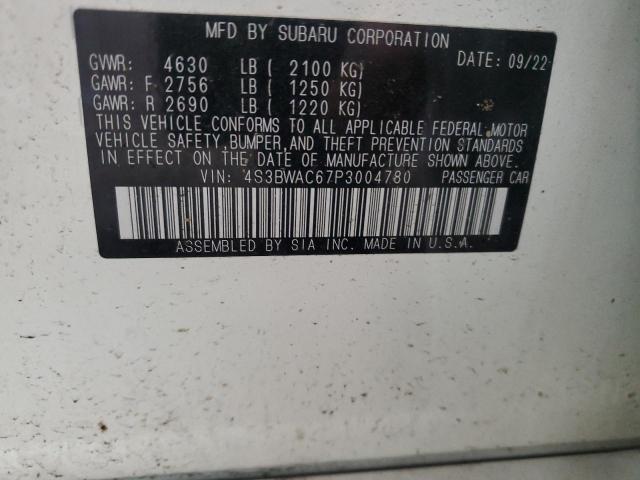 MFD BY SUBARU CORPORATION
DATE: 09/22
GVWR: 4630 LB ( 2100 KG)
GAWR: F 2756 LB ( 1250 KG)
GAWR: R 2690 LB ( 1220 KG)
THIS VEHICLE CONFORMS TO ALL APPLICABLE FEDERAL MOTOR
VEHICLE SAFETY, BUMPER, AND THEFT PREVENTION STANDARDS
IN EFFECT ON THE DATE OF MANUFACTURE SHOWN ABOVE.
VIN: 4S3BWAC67P3004780 PASSENGER CAR
ASSEMBLED BY SIA INC. MADE IN U.S.A.